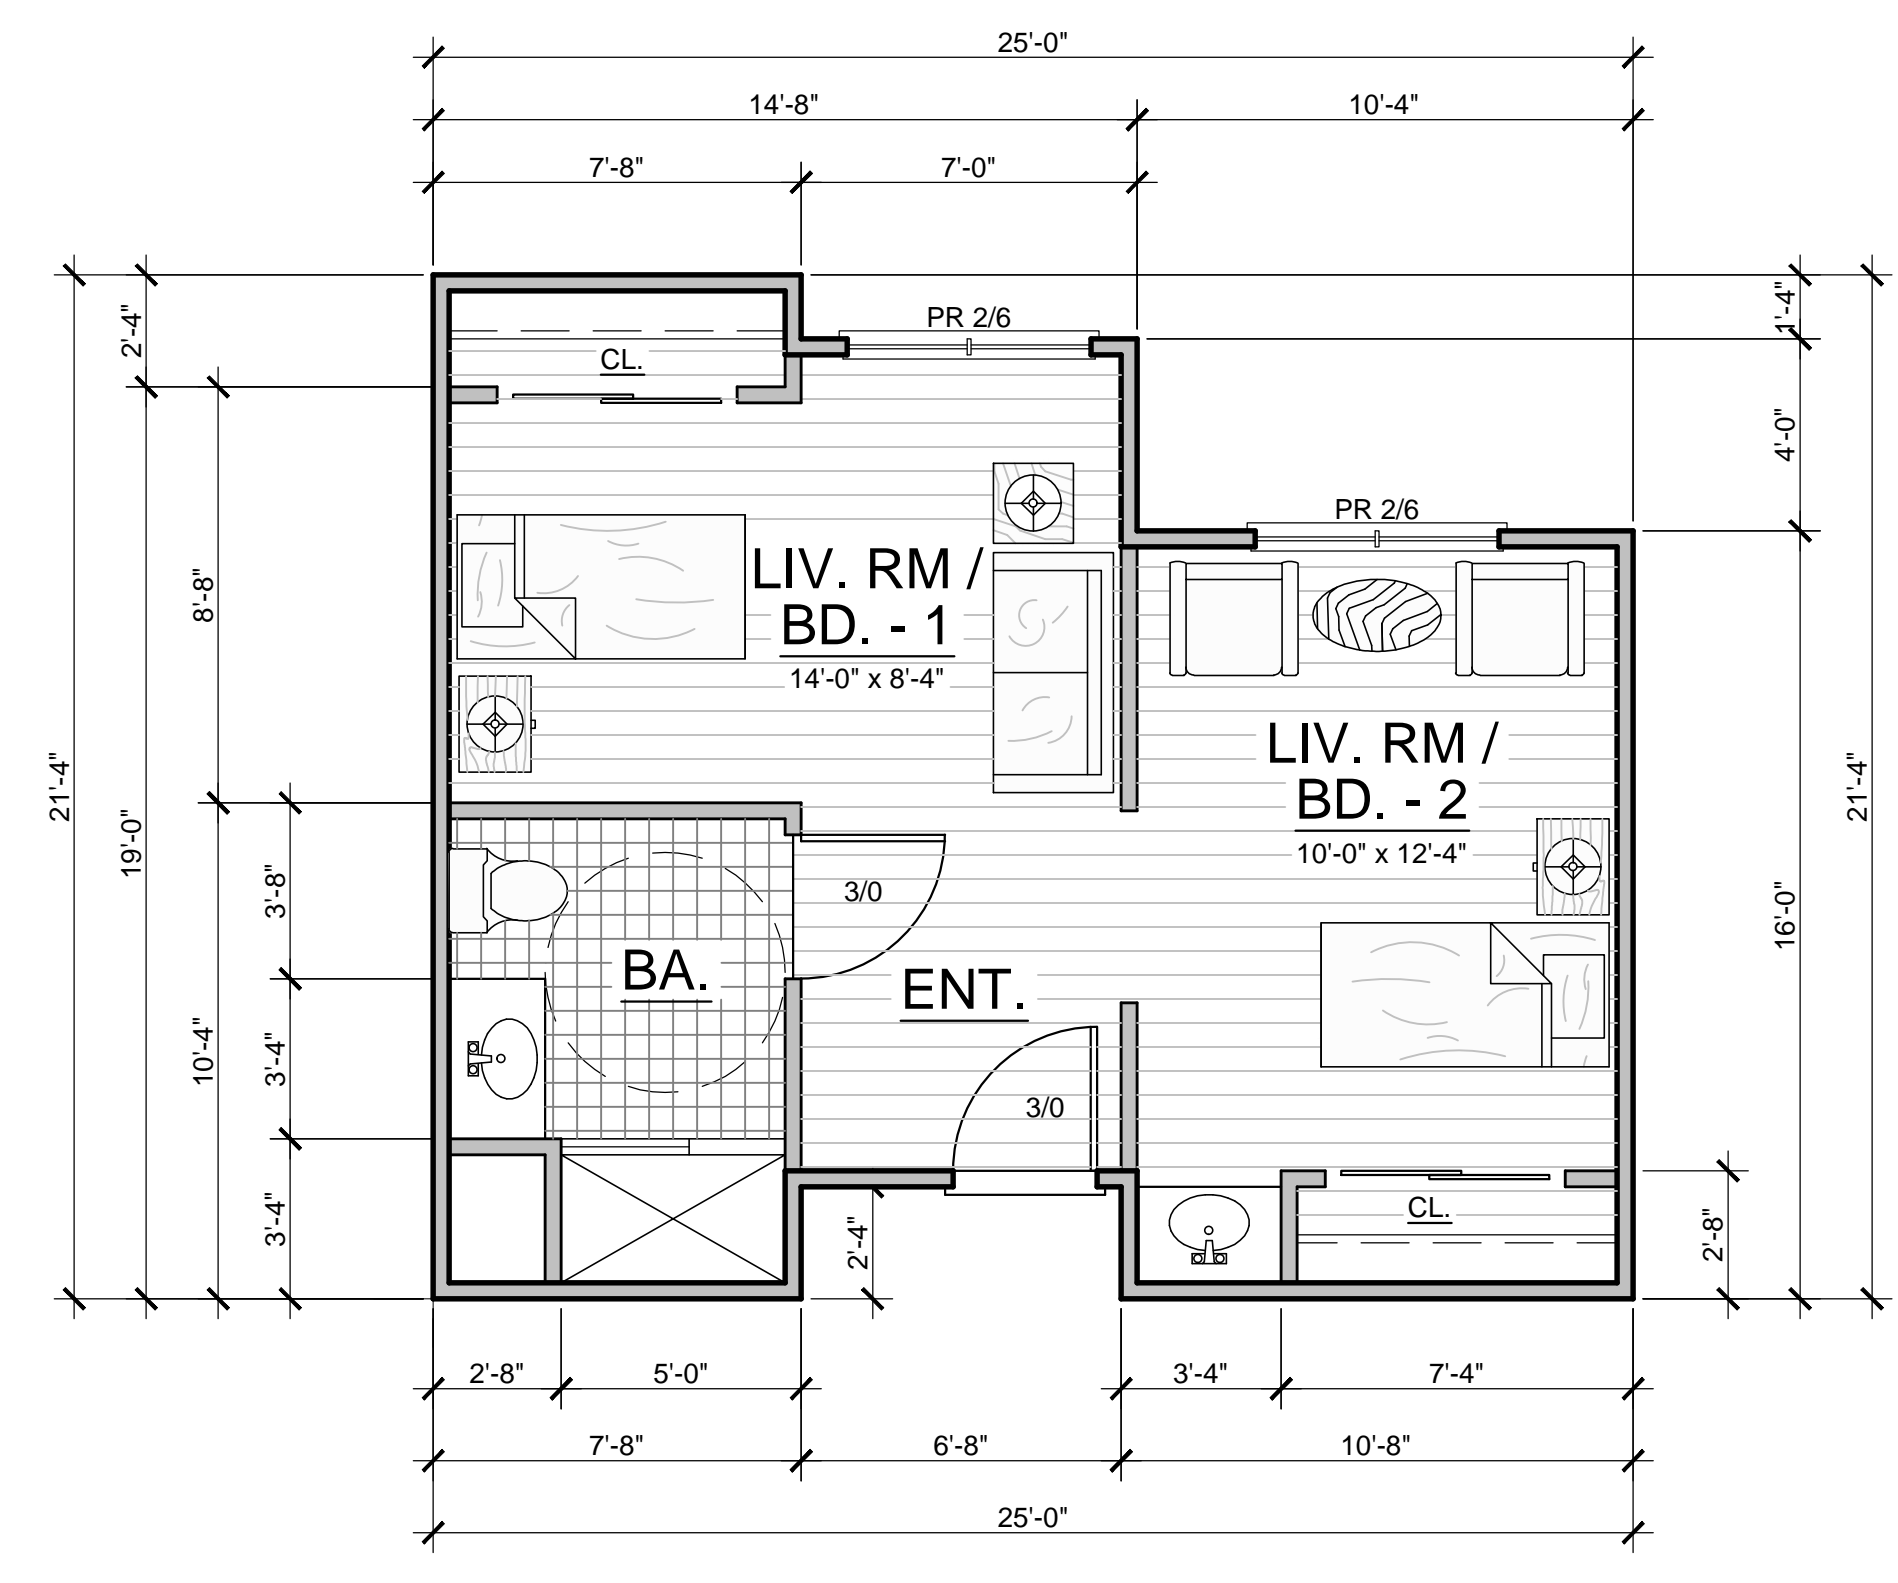 25'-0"
14'-8"
10'-4"
7'-8"
7'-0"
2'-4"
1'-4"
PR 2/6
CL.
4'-0"
PR 2/6
8'-8"
LIV. RM /
BD. - 1
14'-0" x 8'-4"
LIV. RM /
BD. - 2
10'-0" x 12'-4"
21'-4"
19'-0"
21'-4"
3'-8"
3/0
16'-0"
BA.
ENT.
10'-4"
3'-4"
3/0
3'-4"
2'-4"
CL.
2'-8"
2'-8"
5'-0"
3'-4"
7'-4"
7'-8"
6'-8"
10'-8"
25'-0"